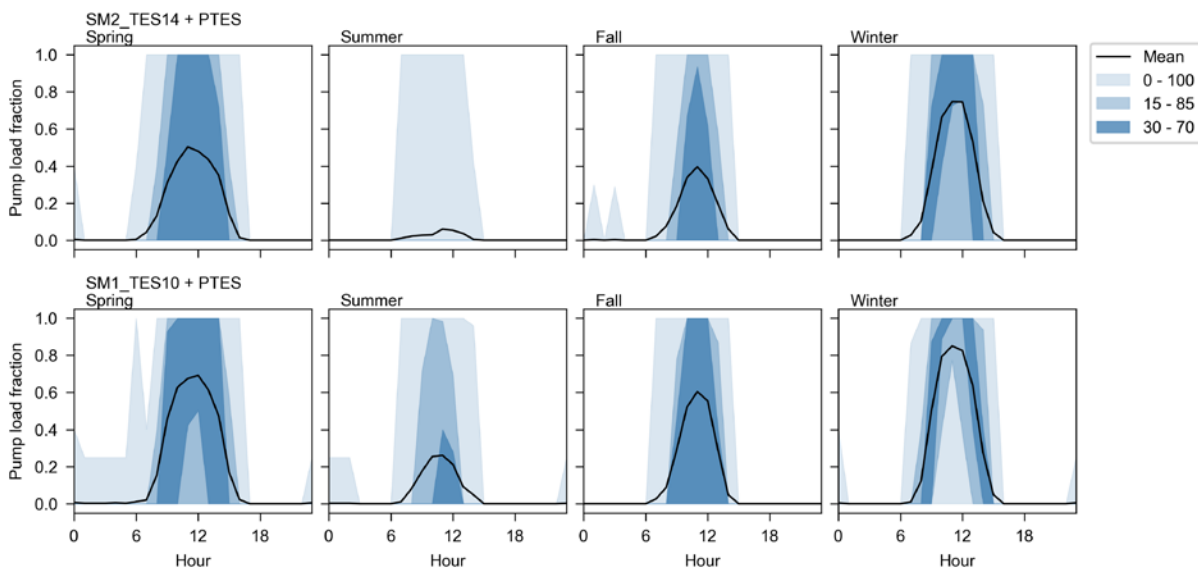 SM2_TES14 + PTES
Spring
Summer
Fall
Winter
Pump load fraction
1.0
0.8
0.6
0.4
0.2
0.0
Mean
0 - 100
15 - 85
30 - 70
SM1_TES10 + PTES
Spring
Summer
Fall
Winter
Pump load fraction
1.0
0.8
0.6
0.4
0.2
0.0
0 6 12 18
0 6 12 18
0 6 12 18
0 6 12 18
Hour
Hour
Hour
Hour